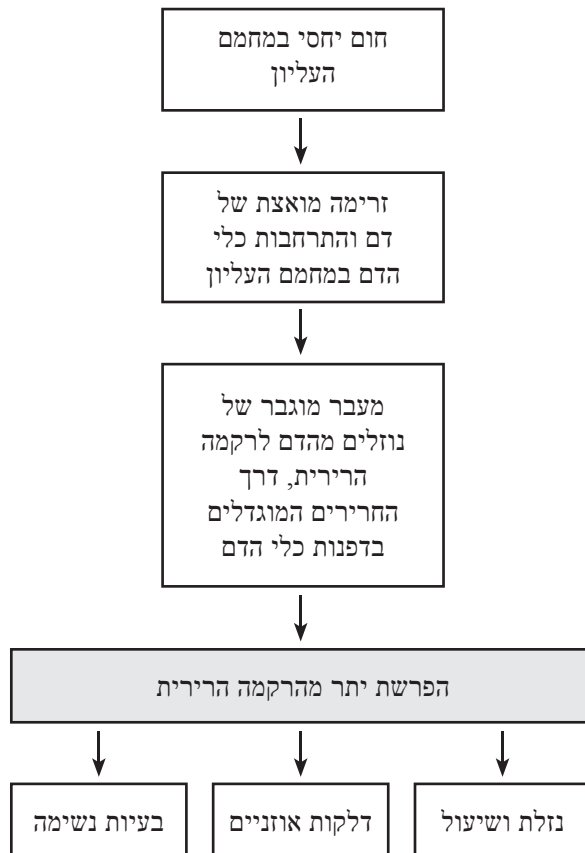 חום יחסי במחמם
העליון
זרימה מואצת של
דם והתרחבות כלי
הדם במחמם העליון
מעבר מוגבר של
נוזלים מהדם לרקמה
הרירית, דרך
החרירים המוגדלים
בדפנות כלי הדם
הפרשת יתר מהרקמה הרירית
נזלת ושיעול
דלקות אוזניים
בעיות נשימה